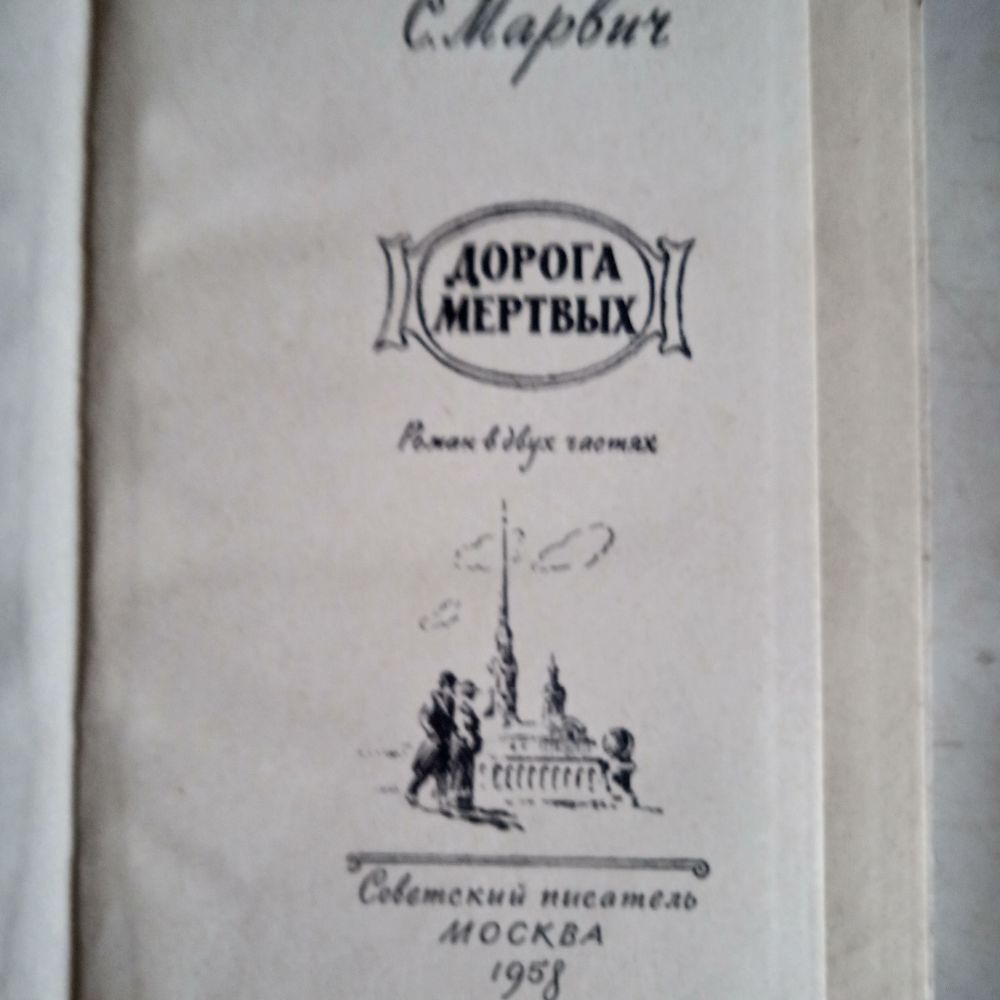 С. Марвич
ДОРОГА
МЕРТВЫХ
Роман в двух частях
Советский писатель
МОСКВА
1958